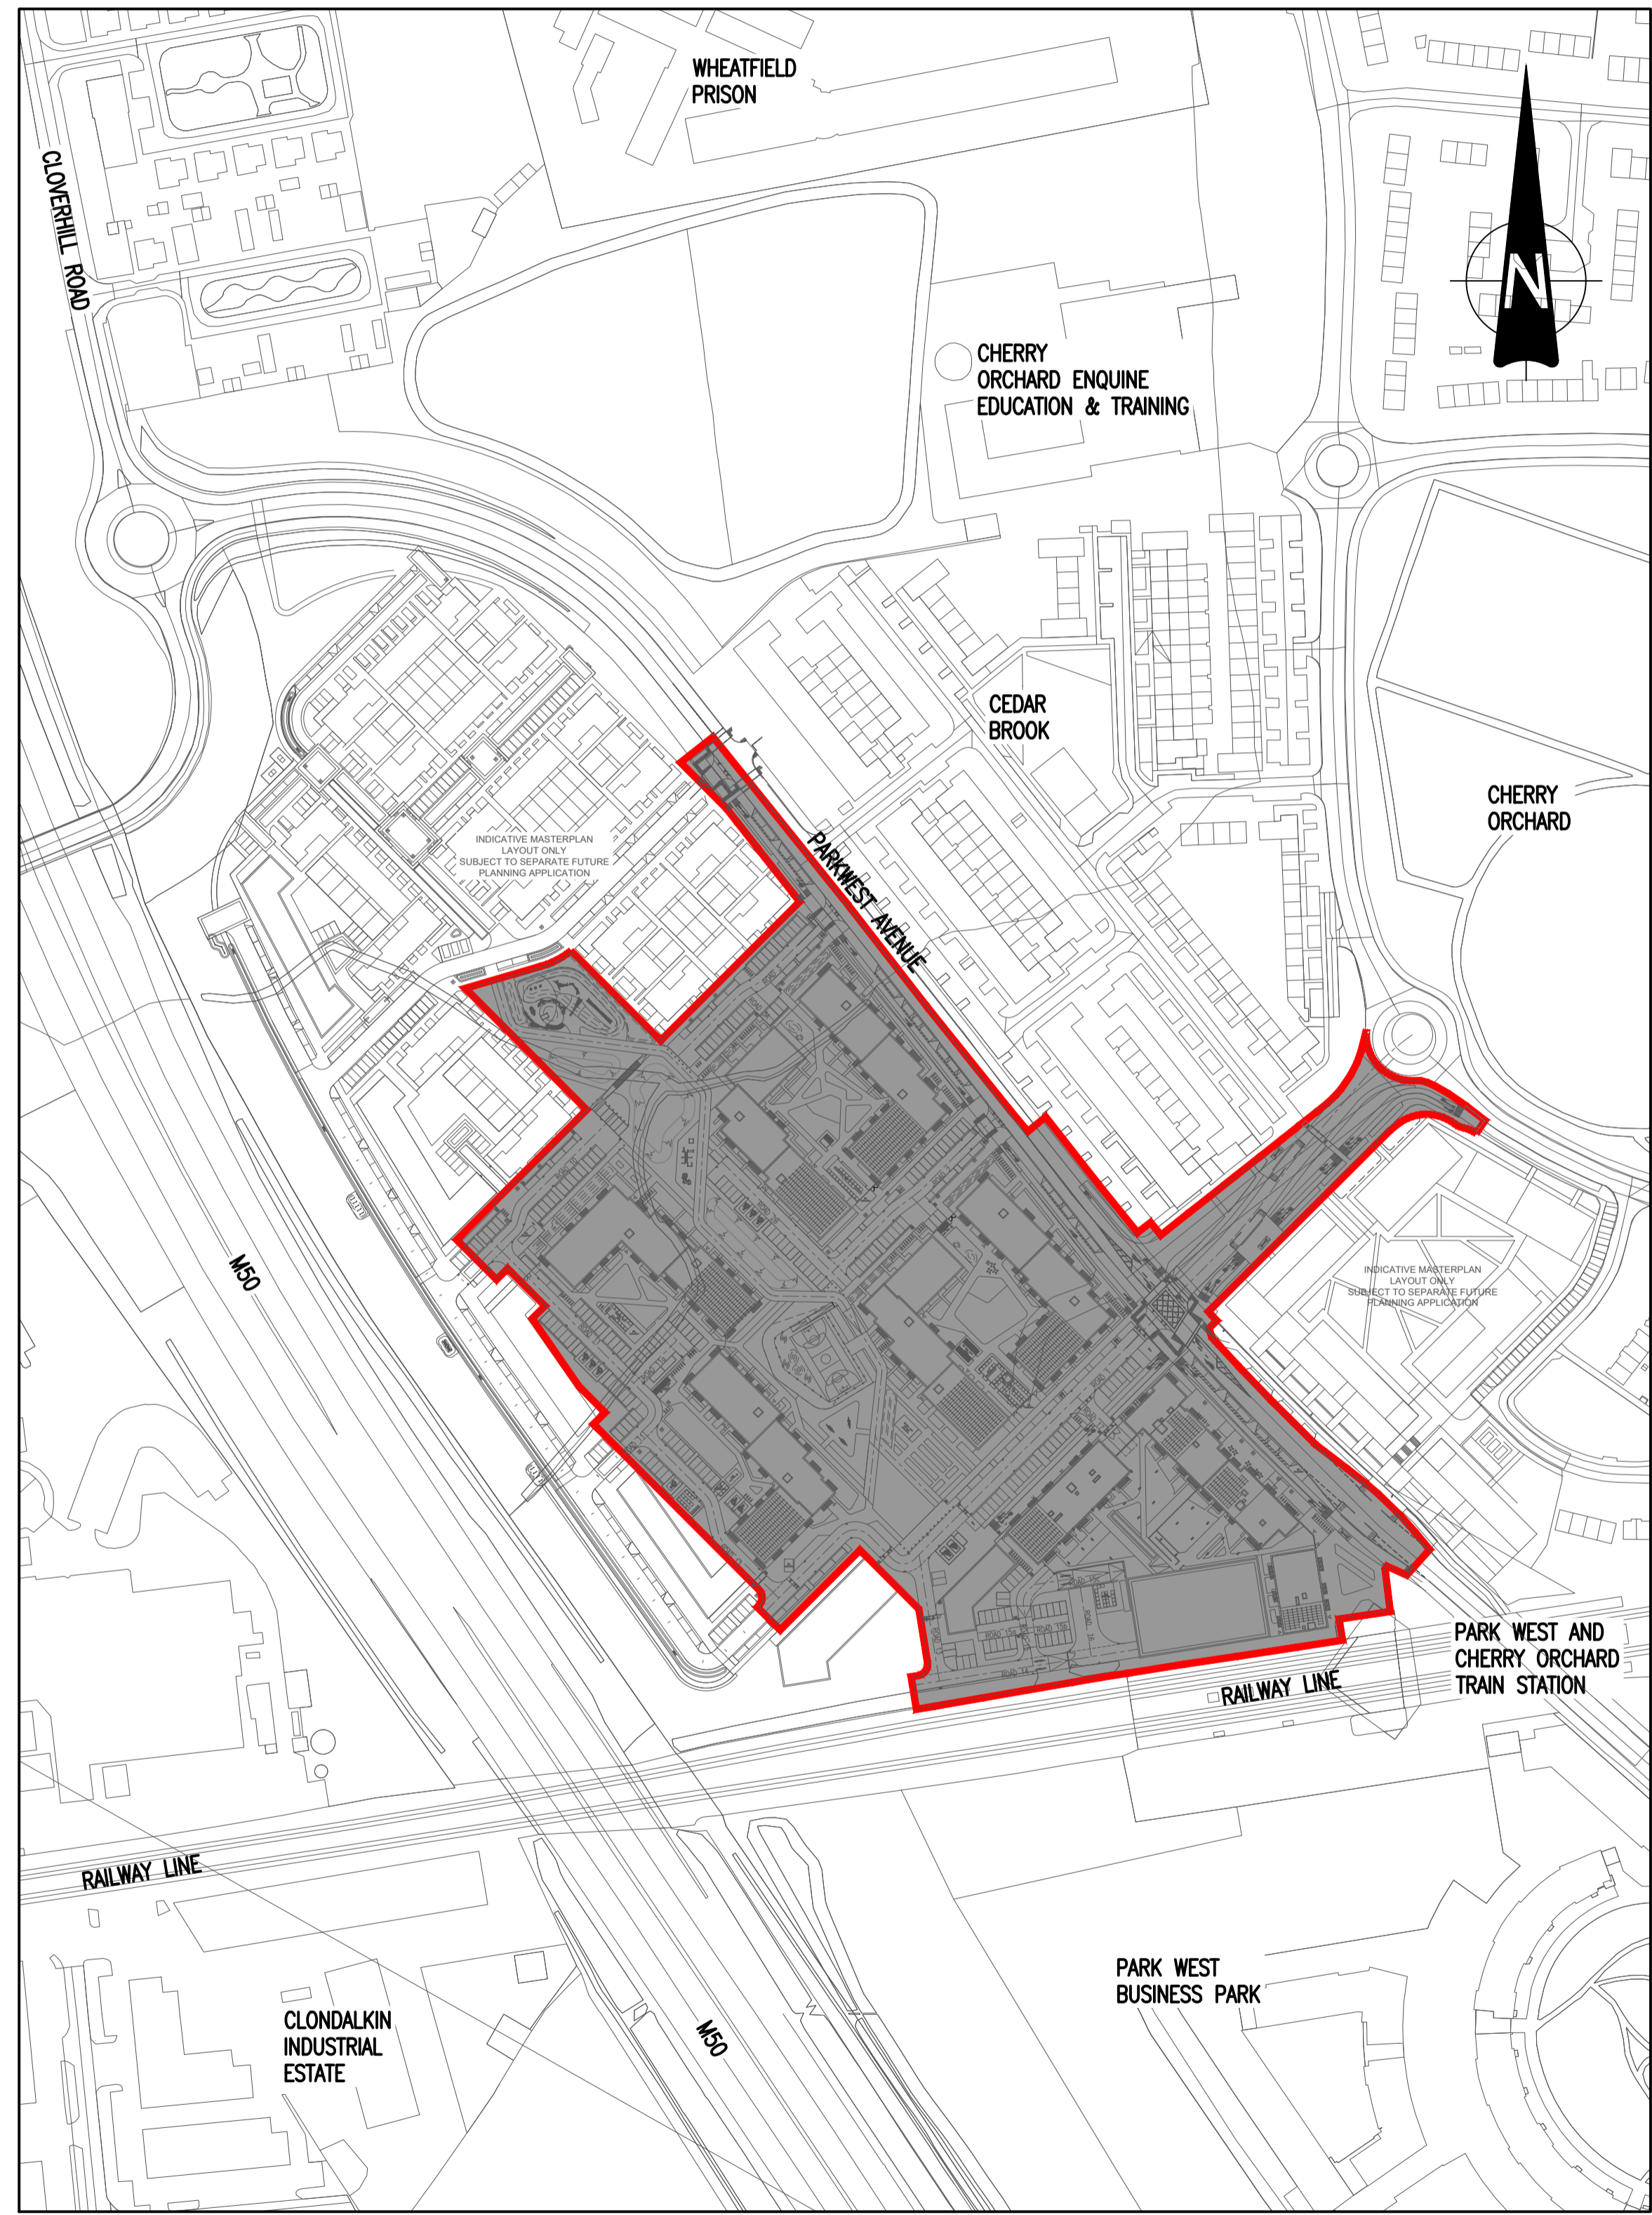 WHEATFIELD
PRISON
CLOVERHILL ROAD
N
CHERRY
ORCHARD ENQUINE
EDUCATION & TRAINING
CEDAR
BROOK
CHERRY
ORCHARD
INDICATIVE MASTERPLAN
LAYOUT ONLY
SUBJECT TO SEPARATE FUTURE
PLANNING APPLICATION
PARKWEST AVENUE
M50
INDICATIVE MASTERPLAN
LAYOUT ONLY
SUBJECT TO SEPARATE FUTURE
PLANNING APPLICATION
ROAD 14
PARK WEST AND
CHERRY ORCHARD
TRAIN STATION
RAILWAY LINE
RAILWAY LINE
PARK WEST
BUSINESS PARK
CLONDALKIN
INDUSTRIAL
ESTATE
M50